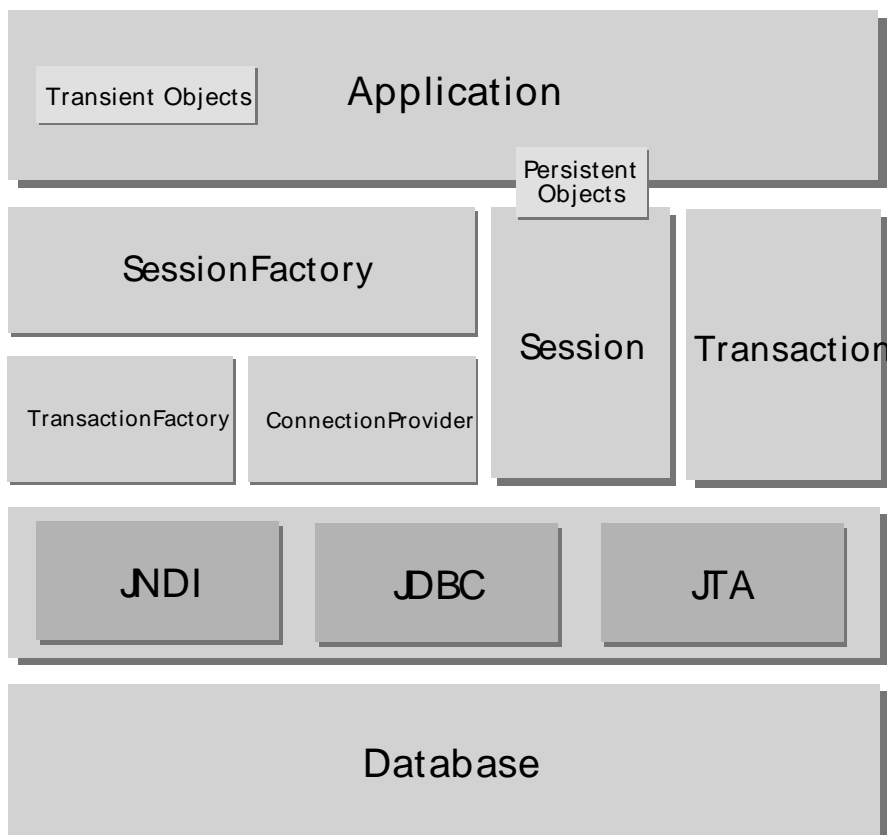 Transient Objects
Application
Persistent
Objects
SessionFactory
Session
Transaction
TransactionFactory
ConnectionProvider
JNDI
JDBC
JTA
Database